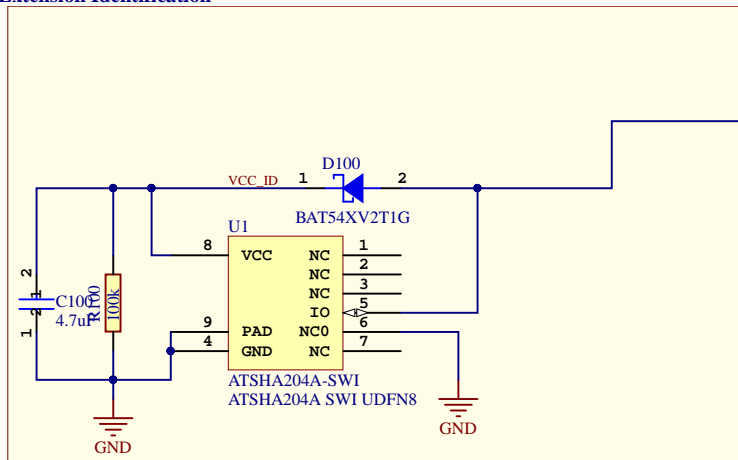 Extension Identification
D100
VCC_ID
1
2
BAT54XV2T1G
U1
8
VCC
NC
1
NC
2
NC
3
IO
5
9
PAD
NC0
6
4
GND
NC
7
ATSHA204A-SWI
ATSHA204A SWI UDFN8
2
1
C100
4.7uF
2
1
R100
100k
GND
GND